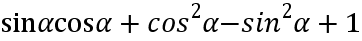 sin𝛼cos𝛼 + 𝑐𝑜𝑠²𝛼−𝑠𝑖𝑛²𝛼 + 1